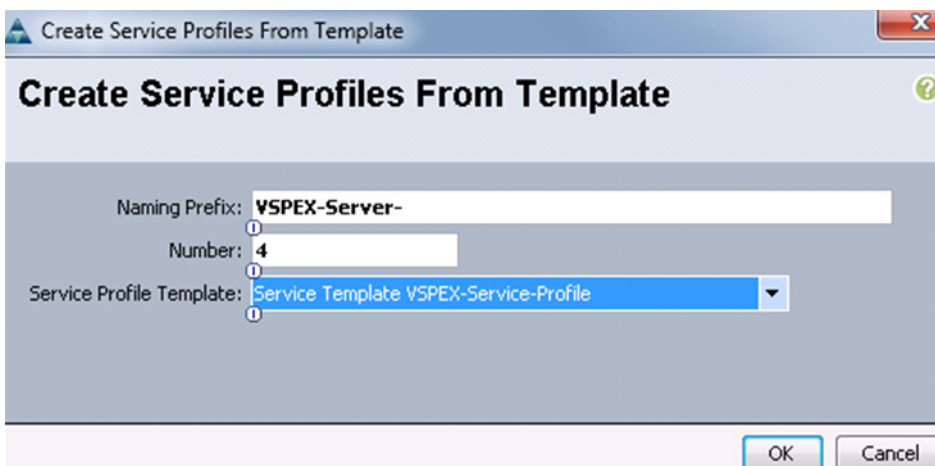 Create Service Profiles From Template
Create Service Profiles From Template
Naming Prefix: VSPEX-Server-
Number: 4
Service Profile Template: Service Template VSPEX-Service-Profile
OK Cancel